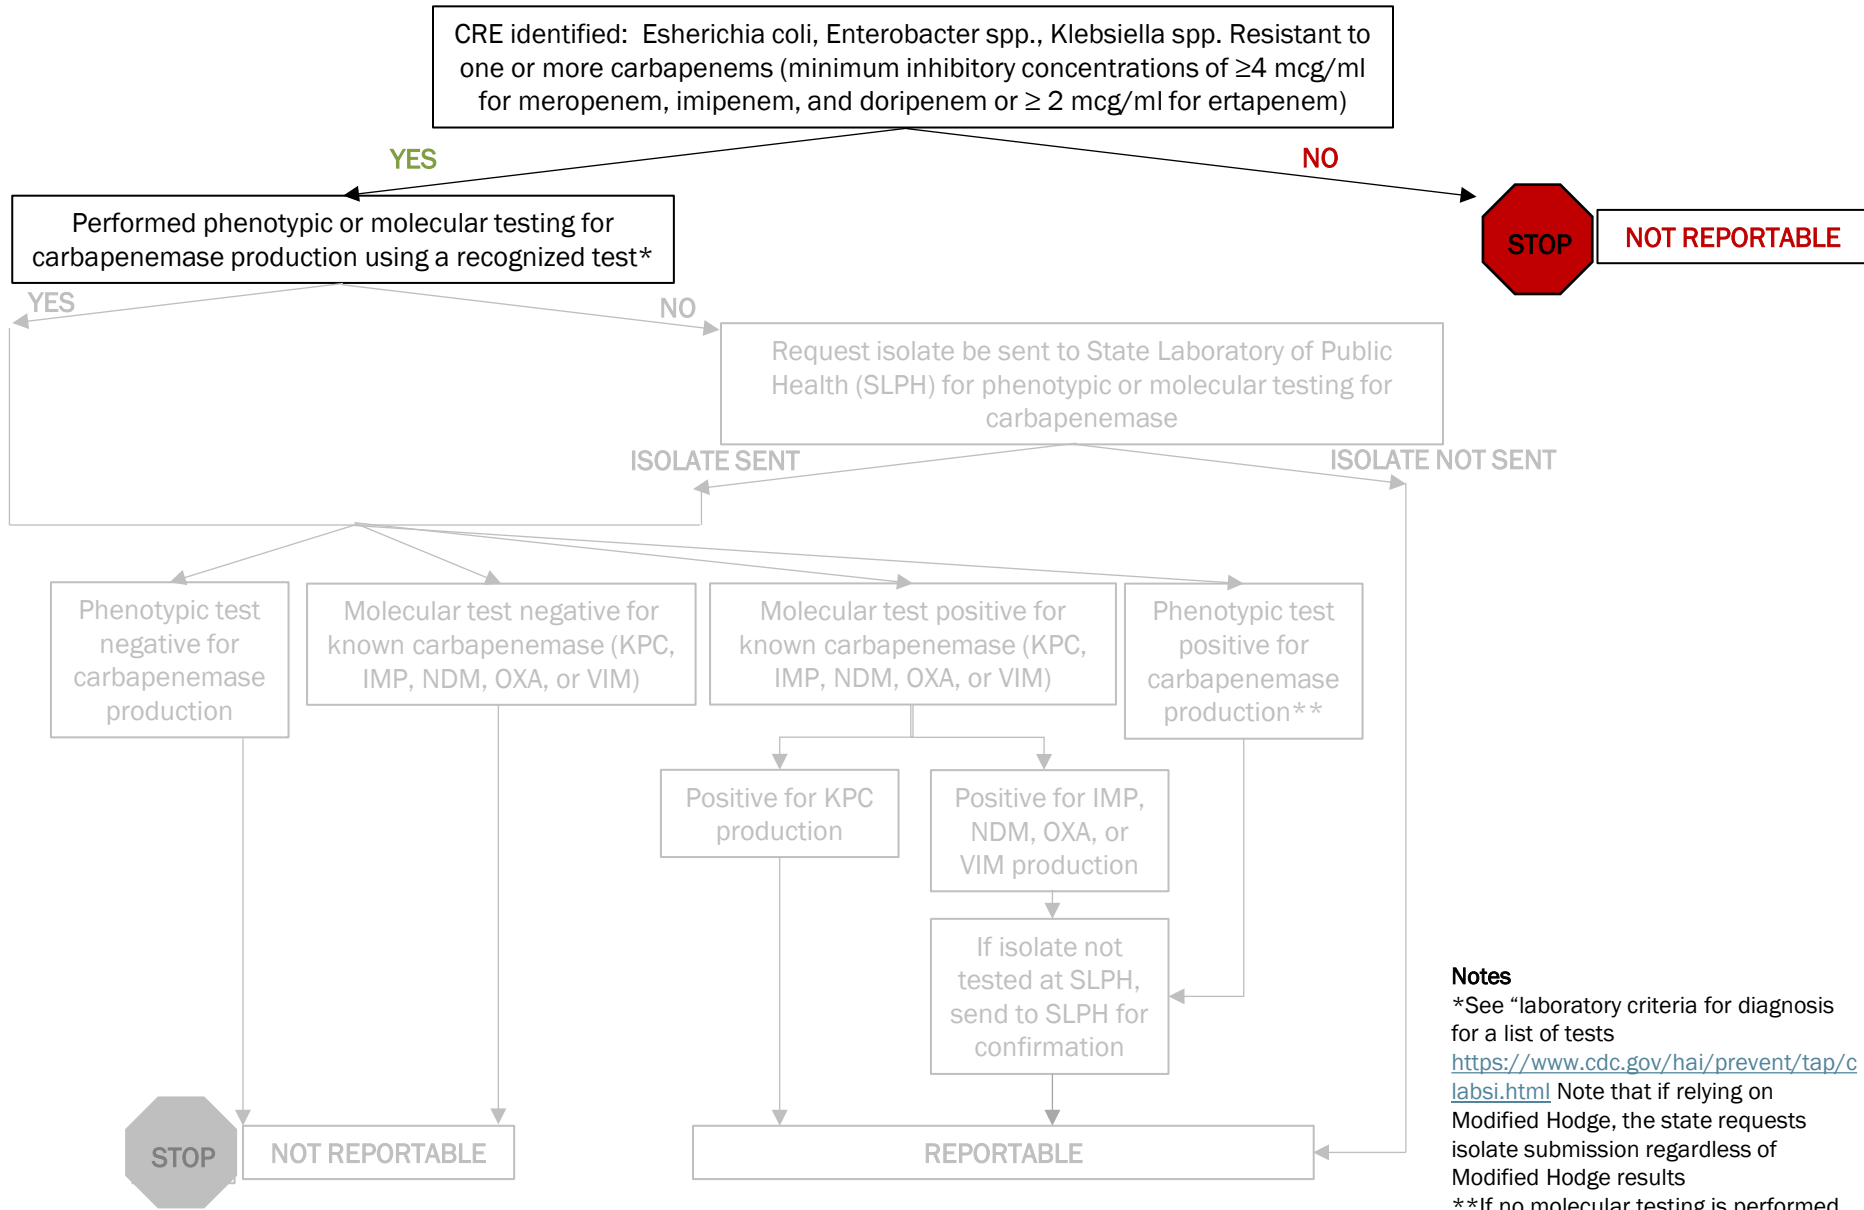 CRE identified:  Esherichia coli, Enterobacter spp., Klebsiella spp. Resistant to
one or more carbapenems (minimum inhibitory concentrations of ≥4 mcg/ml
for meropenem, imipenem, and doripenem or ≥ 2 mcg/ml for ertapenem)
YES
NO
Performed phenotypic or molecular testing for
carbapenemase production using a recognized test*
STOP
NOT REPORTABLE
YES
NO
Request isolate be sent to State Laboratory of Public
Health (SLPH) for phenotypic or molecular testing for
carbapenemase
ISOLATE SENT
ISOLATE NOT SENT
Phenotypic test
negative for
carbapenemase
production
Molecular test negative for
known carbapenemase (KPC,
IMP, NDM, OXA, or VIM)
Molecular test positive for
known carbapenemase (KPC,
IMP, NDM, OXA, or VIM)
Phenotypic test
positive for
carbapenemase
production**
Positive for KPC
production
Positive for IMP,
NDM, OXA, or
VIM production
If isolate not
tested at SLPH,
send to SLPH for
confirmation
STOP
NOT REPORTABLE
REPORTABLE
Notes
*See “laboratory criteria for diagnosis
for a list of tests
https://www.cdc.gov/hai/prevent/tap/c
labsi.html Note that if relying on
Modified Hodge, the state requests
isolate submission regardless of
Modified Hodge results
**If no molecular testing is performed